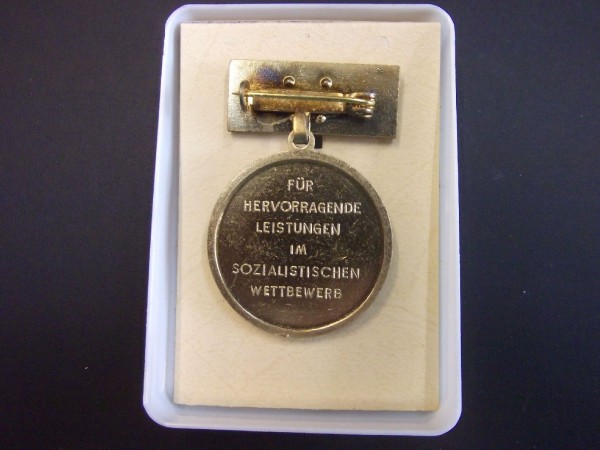 FÜR
HERVORRAGENDE
LEISTUNGEN
IM
SOZIALISTISCHEN
WETTBEWERB